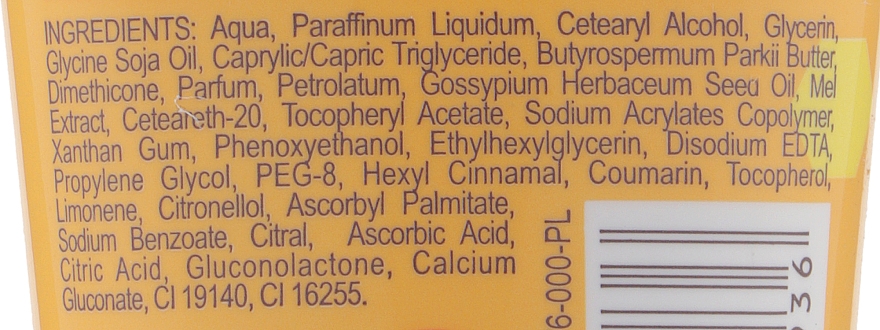 INGREDIENTS: Aqua, Paraffinum Liquidum, Cetearyl Alcohol, Glycerin,
Glycine Soja Oil, Caprylic/Capric Triglyceride, Butyrospermum Parkii Butter,
Dimethicone, Parfum, Petrolatum, Gossypium Herbaceum Seed Oil, Mel
Extract, Ceteareth-20, Tocopheryl Acetate, Sodium Acrylates Copolymer,
Xanthan Gum, Phenoxyethanol, Ethylhexylglycerin, Disodium EDTA,
Propylene Glycol, PEG-8, Hexyl Cinnamal, Coumarin, Tocopherol,
Limonene, Citronellol, Ascorbyl Palmitate,
Sodium Benzoate, Citral, Ascorbic Acid,
Citric Acid, Gluconolactone, Calcium
Gluconate, CI 19140, CI 16255.
6-000-PL
36